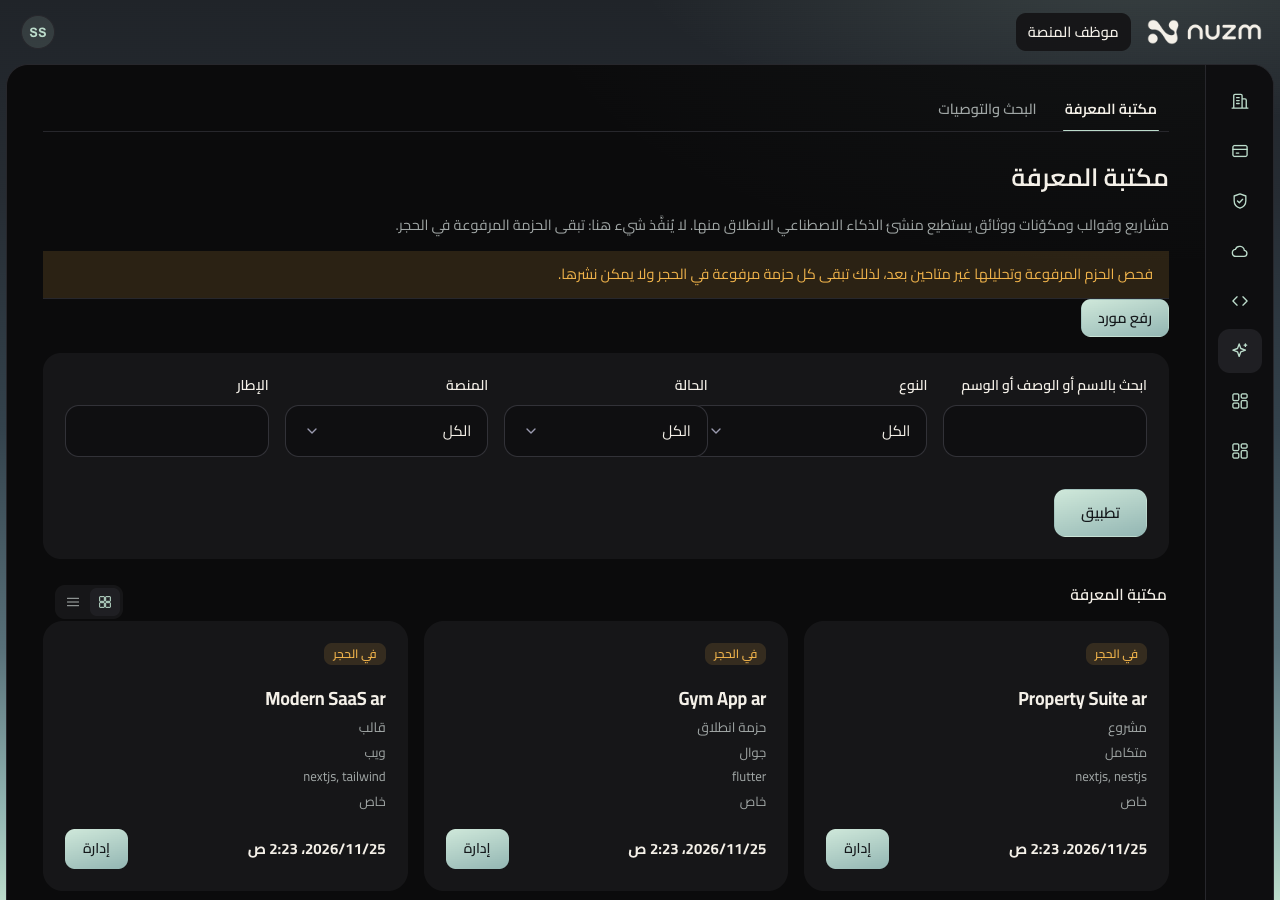 nuzm
موظف المنصة
SS
مكتبة المعرفة
البحث والتوصيات
مكتبة المعرفة
مشاريع وقوالب ومكوّنات ووثائق يستطيع منشئ الذكاء الاصطناعي الانطلاق منها. لا يُنفَّذ شيء هنا: تبقى الحزمة المرفوعة في الحجر.
فحص الحزم المرفوعة وتحليلها غير متاحين بعد، لذلك تبقى كل حزمة مرفوعة في الحجر ولا يمكن نشرها.
رفع مورد
ابحث بالاسم أو الوصف أو الوسم
النوع
الحالة
المنصة
الإطار
الكل
الكل
الكل
تطبيق
مكتبة المعرفة
في الحجر
Property Suite ar
مشروع
متكامل
nextjs, nestjs
خاص
2026/11/25، 2:23 ص
إدارة
في الحجر
Gym App ar
حزمة انطلاق
جوال
flutter
خاص
2026/11/25، 2:23 ص
إدارة
في الحجر
Modern SaaS ar
قالب
ويب
nextjs, tailwind
خاص
2026/11/25، 2:23 ص
إدارة